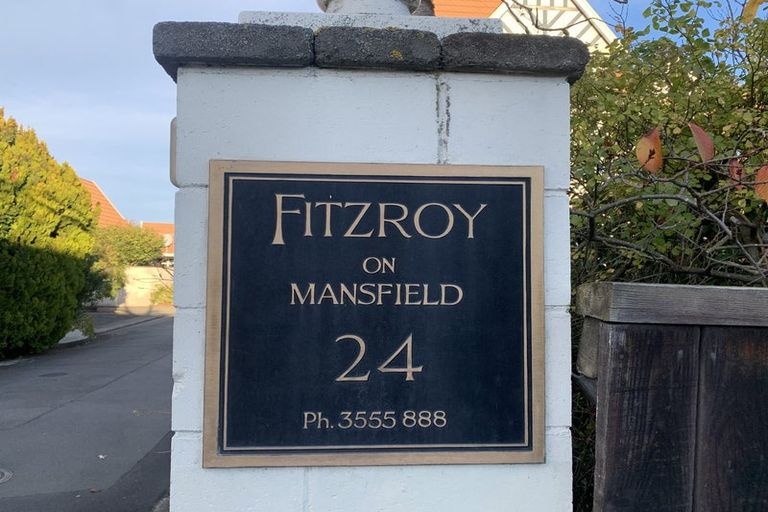 FITZROY
ON
MANSFIELD
24
Ph. 3555 888